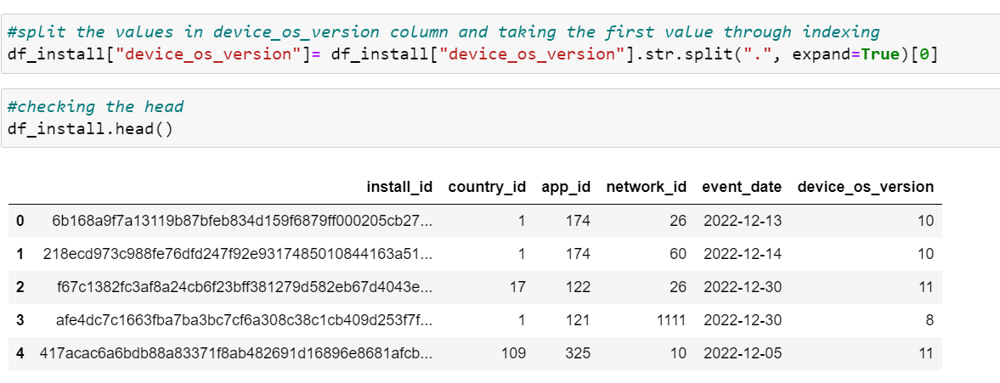 #split the values in device_os_version column and taking the first value through indexing
df_install["device_os_version"]= df_install["device_os_version"].str.split(".", expand=True)[0]
#checking the head
df_install.head()
install_id country_id app_id network_id event_date device_os_version
0 6b168a9f7a13119b87bfeb834d159f6879ff000205cb27... 1 174 26 2022-12-13 10
1 218ecd973c988fe76dfd247f92e9317485010844163a51... 1 174 60 2022-12-14 10
2 f67c1382fc3af8a24cb6f23bff381279d582eb67d4043e... 17 122 26 2022-12-30 11
3 afe4dc7c1663fba7ba3bc7cf6a308c38c1cb409d253f7f... 1 121 1111 2022-12-30 8
4 417acac6a6bdb88a83371f8ab482691d16896e8681afcb... 109 325 10 2022-12-05 11